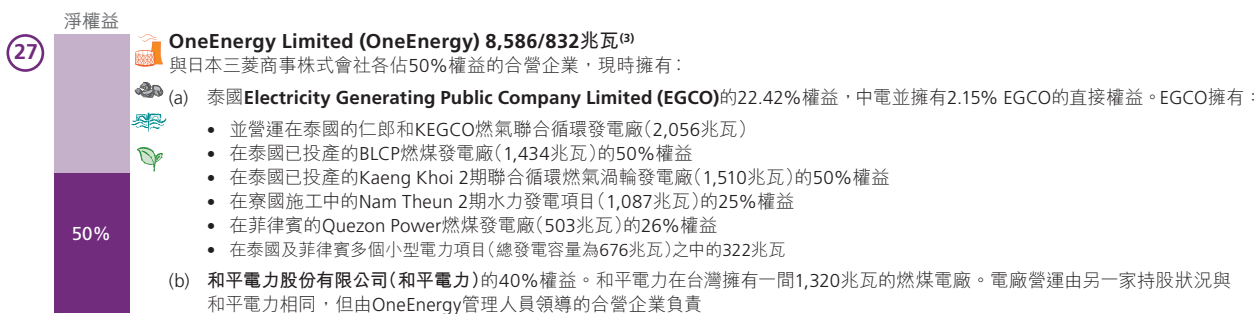 淨權益
27
50%
OneEnergy Limited (OneEnergy) 8,586/832兆瓦(3)
與日本三菱商事株式會社各佔50%權益的合營企業，現時擁有：
(a) 泰國Electricity Generating Public Company Limited (EGCO)的22.42%權益，中電並擁有2.15% EGCO的直接權益。EGCO擁有：
• 並營運在泰國的仁郎和KEGCO燃氣聯合循環發電廠（2,056兆瓦）
• 在泰國已投產的BLCP燃煤發電廠（1,434兆瓦）的50%權益
• 在泰國已投產的Kaeng Khoi 2期聯合循環燃氣渦輪發電廠（1,510兆瓦）的50%權益
• 在寮國施工中的Nam Theun 2期水力發電項目（1,087兆瓦）的25%權益
• 在菲律賓的Quezon Power燃煤發電廠（503兆瓦）的26%權益
• 在泰國及菲律賓多個小型電力項目（總發電容量為676兆瓦）之中的322兆瓦
(b) 和平電力股份有限公司（和平電力）的40%權益。和平電力在台灣擁有一間1,320兆瓦的燃煤電廠。電廠營運由另一家持股狀況與
和平電力相同，但由OneEnergy管理人員領導的合營企業負責